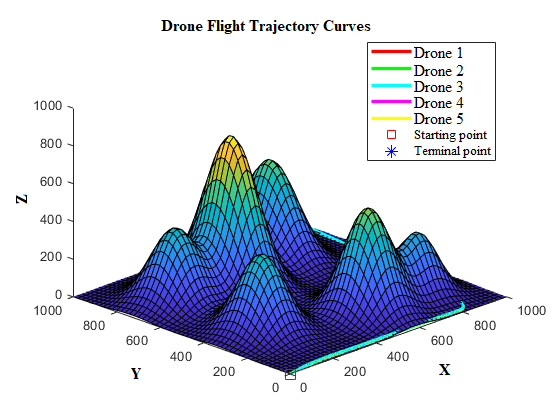 Drone Flight Trajectory Curves
Drone 1
Drone 2
Drone 3
Drone 4
Drone 5
Starting point
Terminal point
1000
800
600
400
200
0
Z
1000
800
600
400
200
0
Y
0
200
400
600
800
1000
X